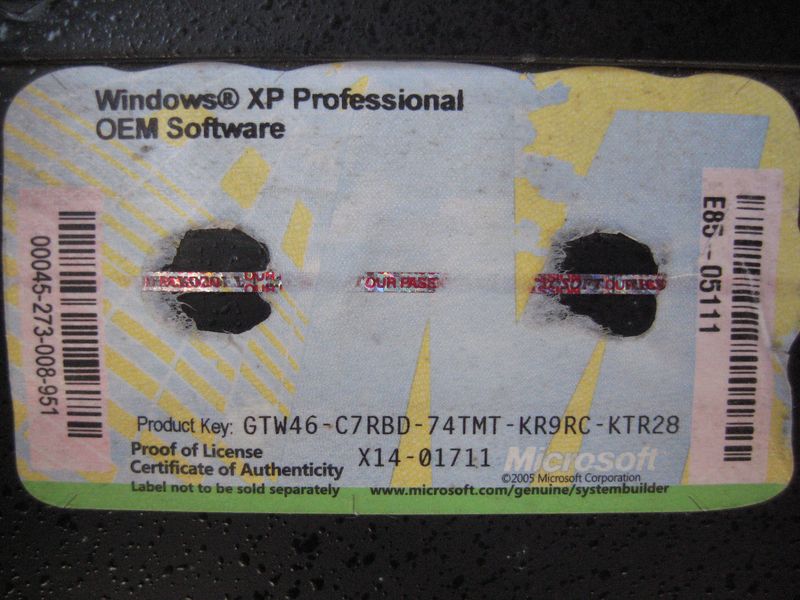 Windows® XP Professional
OEM Software
00045-273-008-951
E85 - 05111
OUR PASS
Product Key: GTW46-C7RBD-74TMT-KR9RC-KTR28
Proof of License
Certificate of Authenticity
X14-01711
Microsoft
©2005 Microsoft Corporation
Label not to be sold separately
www.microsoft.com/genuine/systembuilder